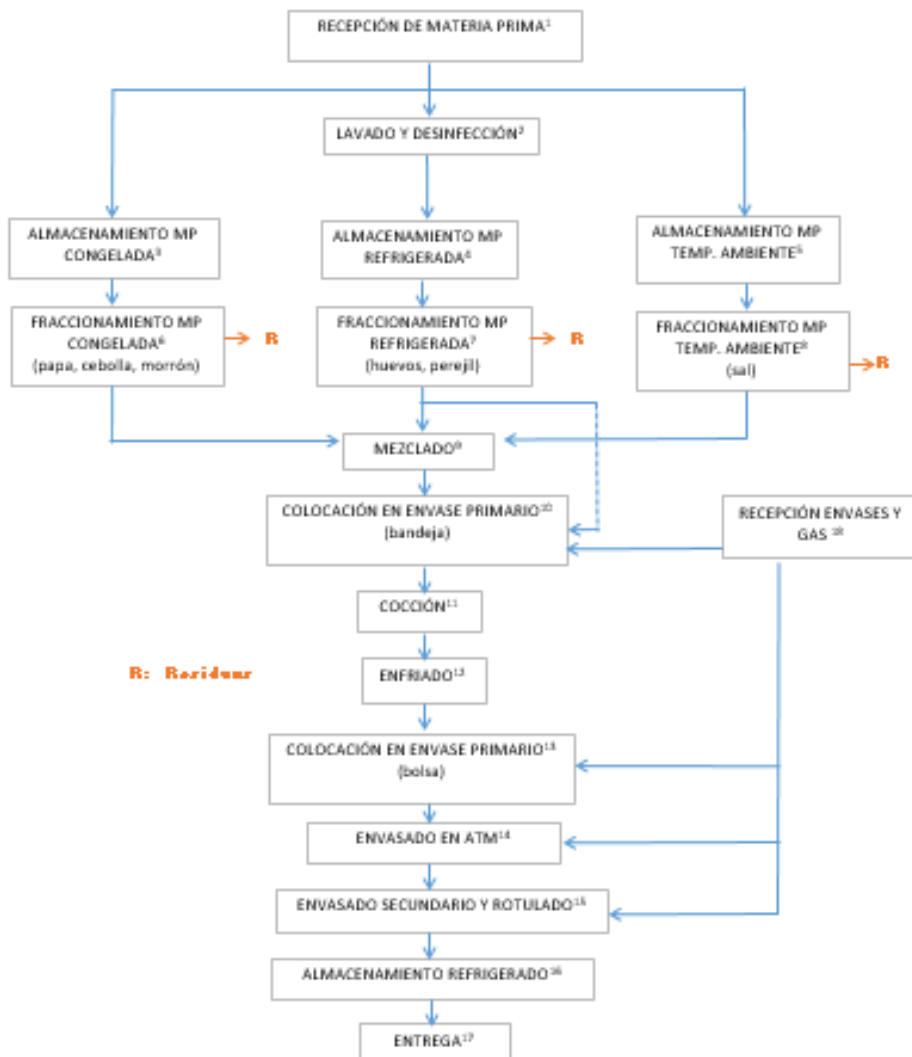 RECEPCIÓN DE MATERIA PRIMA¹
LAVADO Y DESINFECCIÓN²
ALMACENAMIENTO MP
CONGELADA³
ALMACENAMIENTO MP
REFRIGERADA⁴
ALMACENAMIENTO MP
TEMP. AMBIENTE⁵
FRACCIONAMIENTO MP
CONGELADA⁶
(papa, cebolla, morrón)
R
FRACCIONAMIENTO MP
REFRIGERADA⁷
(huevos, perejil)
R
FRACCIONAMIENTO MP
TEMP. AMBIENTE⁸
(sal)
R
MEZCLADO⁹
COLOCACIÓN EN ENVASE PRIMARIO¹⁰
(bandeja)
RECEPCIÓN ENVASES Y
GAS ¹⁸
COCCIÓN¹¹
R: Residuos
ENFRIADO¹²
COLOCACIÓN EN ENVASE PRIMARIO¹³
(bolsa)
ENVASADO EN ATM¹⁴
ENVASADO SECUNDARIO Y ROTULADO¹⁵
ALMACENAMIENTO REFRIGERADO¹⁶
ENTREGA¹⁷